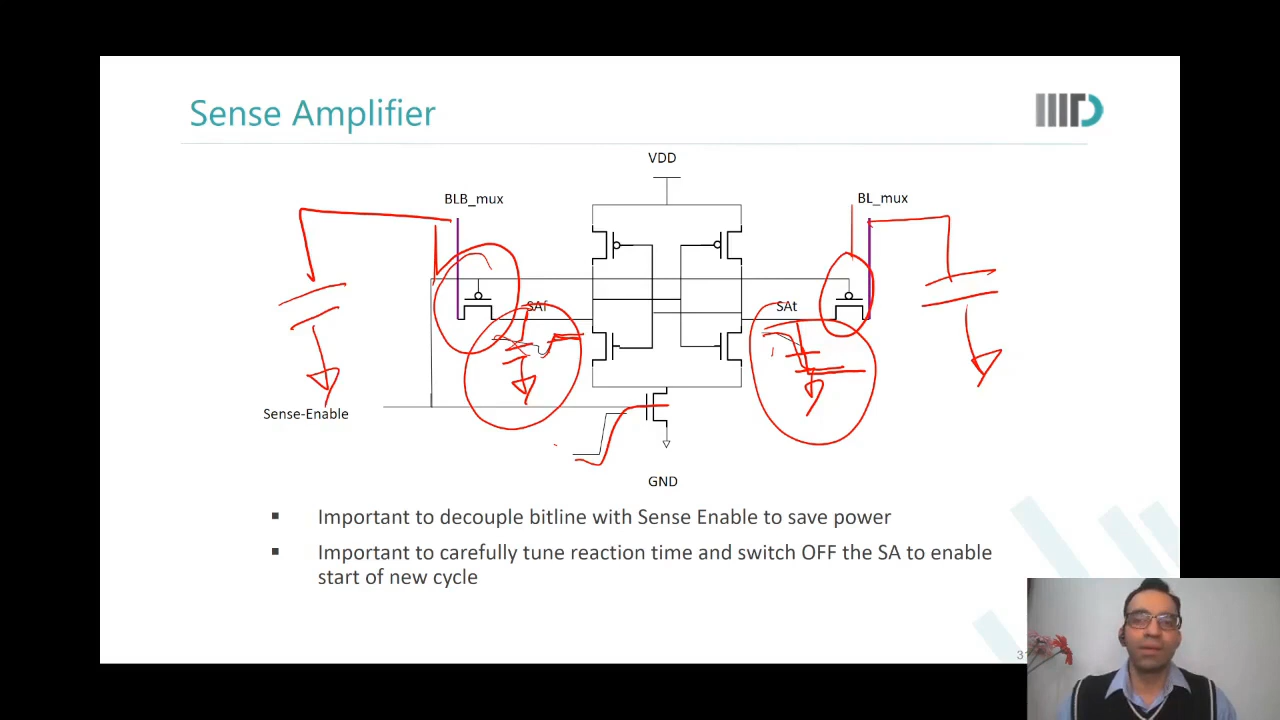 Sense Amplifier
VDD
BLB_mux
BL_mux
SAf
SAt
Sense-Enable
GND
▪ Important to decouple bitline with Sense Enable to save power
▪ Important to carefully tune reaction time and switch OFF the SA to enable
start of new cycle